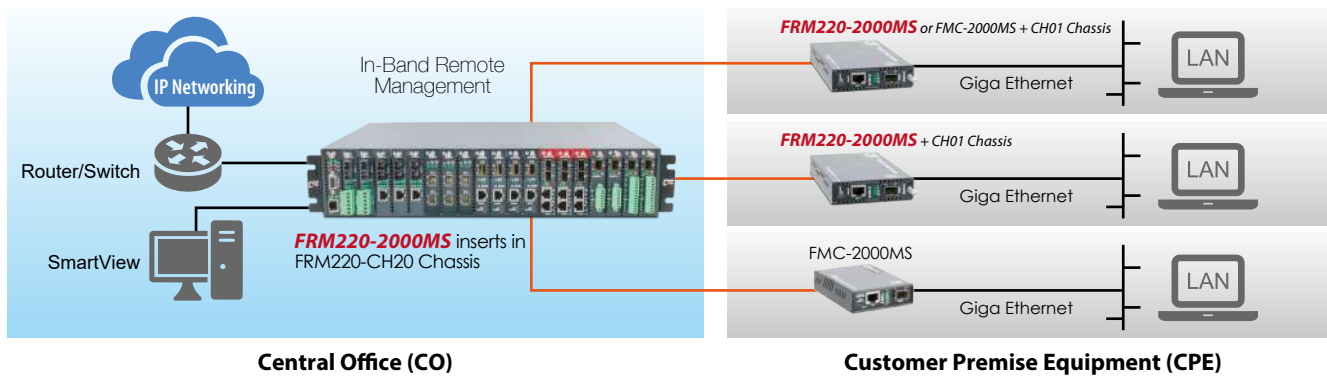 IP Networking
In-Band Remote
Management
Router/Switch
SmartView
FRM220-2000MS inserts in
FRM220-CH20 Chassis
Central Office (CO)
FRM220-2000MS or FMC-2000MS + CH01 Chassis
Giga Ethernet
LAN
FRM220-2000MS + CH01 Chassis
Giga Ethernet
LAN
FMC-2000MS
Giga Ethernet
LAN
Customer Premise Equipment (CPE)